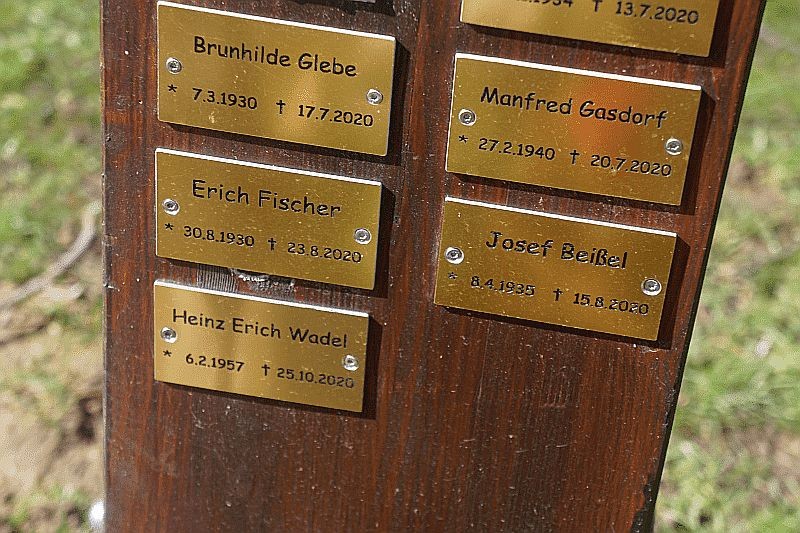 Brunhilde Glebe
* 7.3.1930 † 17.7.2020
Erich Fischer
* 30.8.1930 † 23.8.2020
Heinz Erich Wadel
* 6.2.1957 † 25.10.2020
† 13.7.2020
Manfred Gasdorf
* 27.2.1940 † 20.7.2020
Josef Beißel
* 8.4.1935 † 15.8.2020